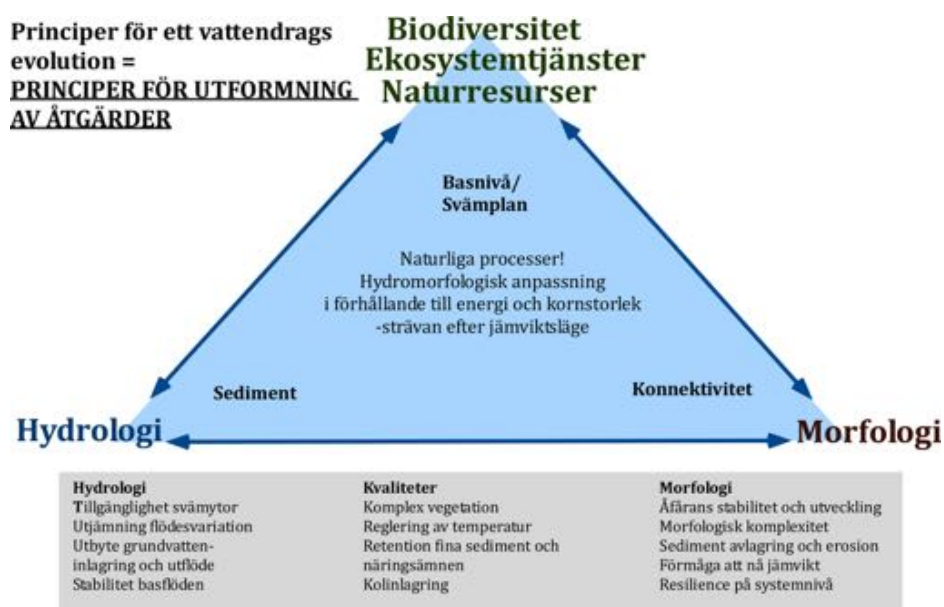 Principer för ett vattendrags
evolution =
PRINCIPER FÖR UTFORMNING
AV ÅTGÄRDER
Biodiversitet
Ekosystemtjänster
Naturresurser
Basnivå/
Svämplan
Naturliga processer!
Hydromorfologisk anpassning
i förhållande till energi och kornstorlek
-strävan efter jämviktsläge
Sediment
Konnektivitet
Hydrologi
Morfologi
Hydrologi
Tillgänglighet svämytor
Utjämning flödesvariation
Utbyte grundvatten-
inlagring och utflöde
Stabilitet basflöden
Kvaliteter
Komplex vegetation
Reglering av temperatur
Retention fina sediment och
näringsämnen
Kolinlagring
Morfologi
Åfårans stabilitet och utveckling
Morfologisk komplexitet
Sediment avlagring och erosion
Förmåga att nå jämvikt
Resilience på systemnivå